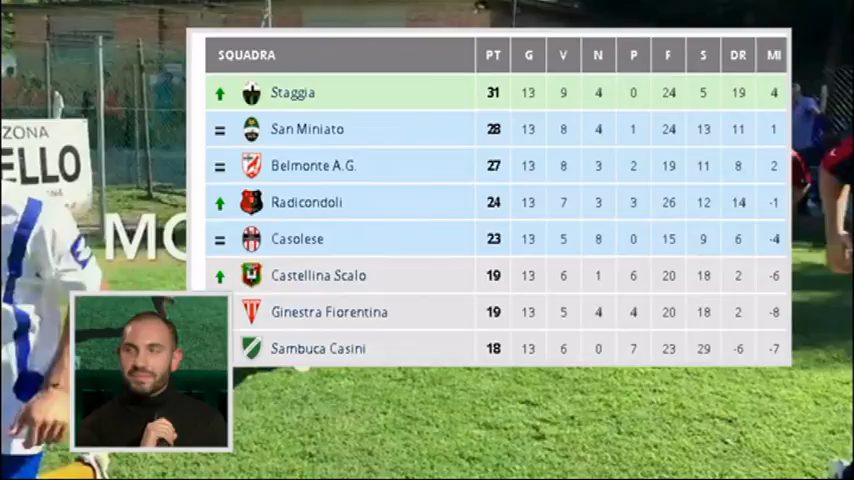 SQUADRA PT G V N P F S DR MI
Staggia 31 13 9 4 0 24 5 19 4
San Miniato 28 13 8 4 1 24 13 11 1
Belmonte A.G. 27 13 8 3 2 19 11 8 2
Radicondoli 24 13 7 3 3 26 12 14 -1
Casolese 23 13 5 8 0 15 9 6 -4
Castellina Scalo 19 13 6 1 6 20 18 2 -6
Ginestra Fiorentina 19 13 5 4 4 20 18 2 -8
Sambuca Casini 18 13 6 0 7 23 29 -6 -7
ZONA
ELLO
MO